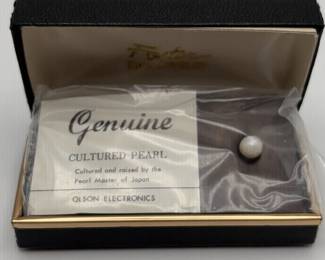 Genuine
CULTURED PEARL
Cultured and raised by the
Pearl Master of Japan
OLSON ELECTRONICS